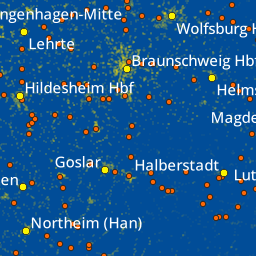 ngenhagen-Mitte
Wolfsburg H
Lehrte
Braunschweig Hbf
Hildesheim Hbf
Helms
Magde
Goslar
Halberstadt
Lut
en
Northeim (Han)